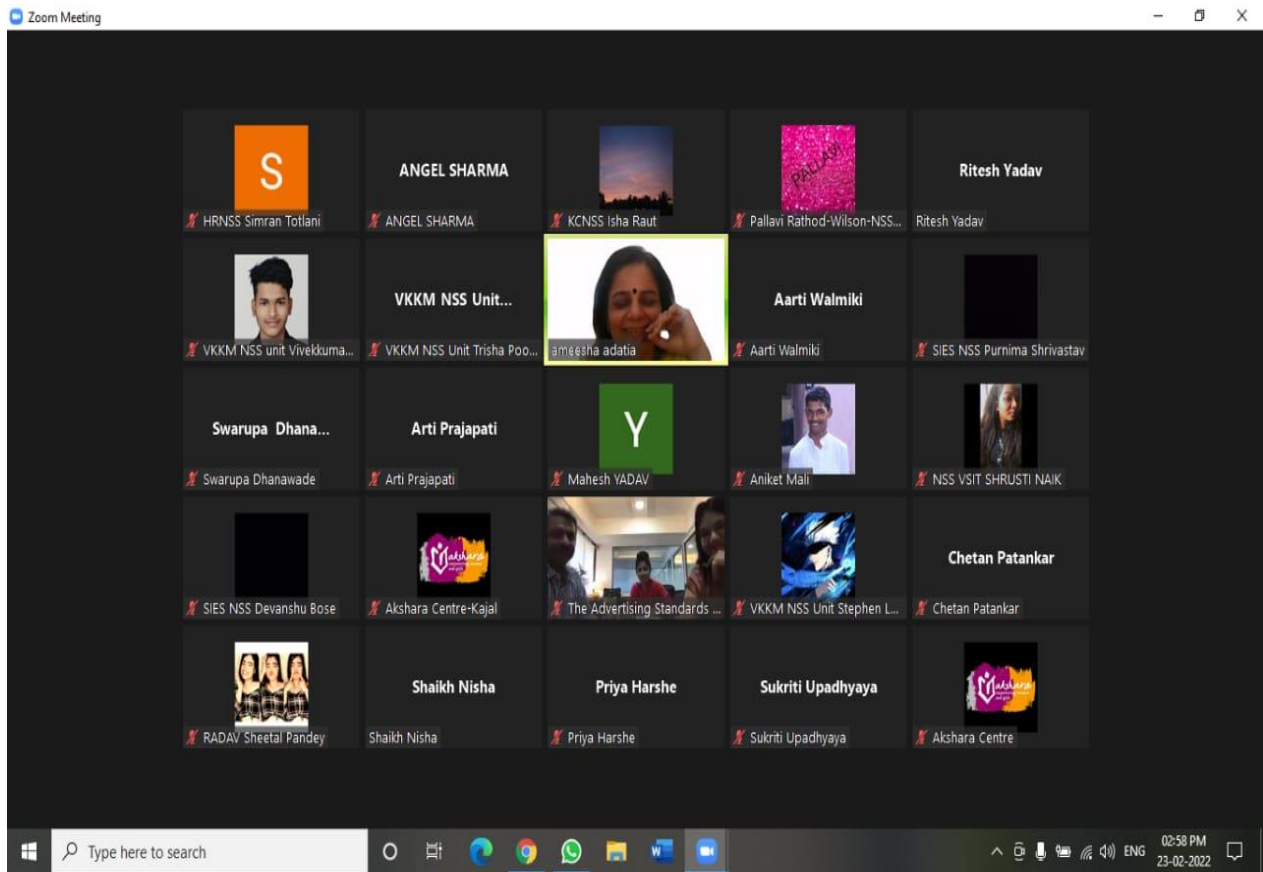 Zoom Meeting
S
HRNSS Simran Totlani
ANGEL SHARMA
ANGEL SHARMA
KCNSS Isha Raut
PALLAVI
Pallavi Rathod-Wilson-NSS...
Ritesh Yadav
Ritesh Yadav
VKKM NSS unit Vivekkuma...
VKKM NSS Unit...
VKKM NSS Unit Trisha Poo...
ameesha adatia
Aarti Walmiki
Aarti Walmiki
SIES NSS Purnima Shrivastav
Swarupa Dhana...
Swarupa Dhanawade
Arti Prajapati
Arti Prajapati
Y
Mahesh YADAV
Aniket Mali
NSS VSIT SHRUSTI NAIK
SIES NSS Devanshu Bose
akshara
Akshara Centre-Kajal
The Advertising Standards ...
VKKM NSS Unit Stephen L...
Chetan Patankar
Chetan Patankar
RADAV Sheetal Pandey
Shaikh Nisha
Shaikh Nisha
Priya Harshe
Priya Harshe
Sukriti Upadhyaya
Sukriti Upadhyaya
akshara
Akshara Centre
Type here to search
ENG
02:58 PM
23-02-2022